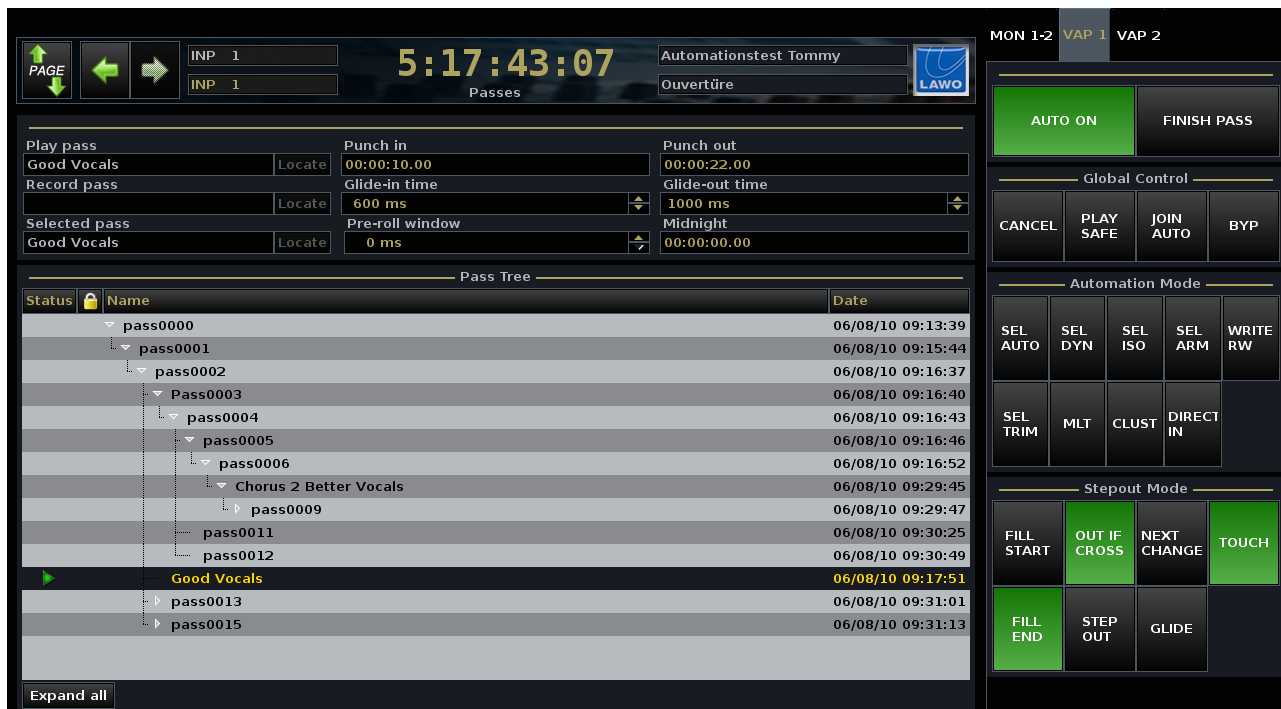 MON 1-2 VAP 1 VAP 2
PAGE
INP 1
INP 1
5:17:43:07
Passes
Automationstest Tommy
Ouvertüre
LAWO
Play pass Punch in Punch out
Good Vocals Locate 00:00:10.00 00:00:22.00
Record pass Glide-in time Glide-out time
Locate 600 ms 1000 ms
Selected pass Pre-roll window Midnight
Good Vocals Locate 0 ms 00:00:00.00
Pass Tree
Status Name Date
pass0000 06/08/10 09:13:39
pass0001 06/08/10 09:15:44
pass0002 06/08/10 09:16:37
Pass0003 06/08/10 09:16:40
pass0004 06/08/10 09:16:43
pass0005 06/08/10 09:16:46
pass0006 06/08/10 09:16:52
Chorus 2 Better Vocals 06/08/10 09:29:45
pass0009 06/08/10 09:29:47
pass0011 06/08/10 09:30:25
pass0012 06/08/10 09:30:49
Good Vocals 06/08/10 09:17:51
pass0013 06/08/10 09:31:01
pass0015 06/08/10 09:31:13
Expand all
AUTO ON FINISH PASS
Global Control
CANCEL PLAY SAFE JOIN AUTO BYP
Automation Mode
SEL AUTO SEL DYN SEL ISO SEL ARM WRITE RW
SEL TRIM MLT CLUST DIRECT IN
Stepout Mode
FILL START OUT IF CROSS NEXT CHANGE TOUCH
FILL END STEP OUT GLIDE